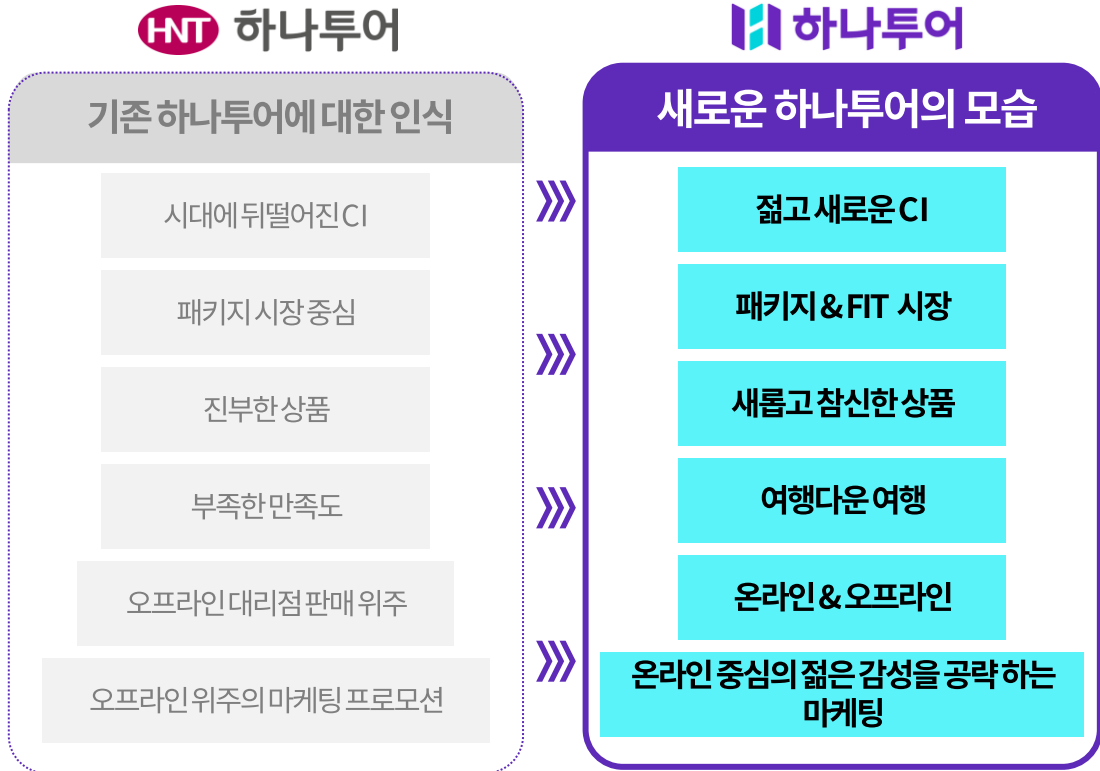 HNT 하나투어
하나투어
기존 하나투어에 대한 인식
새로운 하나투어의 모습
시대에 뒤떨어진 CI
젊고 새로운 CI
패키지 시장 중심
패키지 & FIT 시장
진부한 상품
새롭고 참신한 상품
부족한 만족도
여행다운 여행
오프라인 대리점 판매 위주
온라인 & 오프라인
오프라인 위주의 마케팅 프로모션
온라인 중심의 젊은 감성을 공략 하는
마케팅